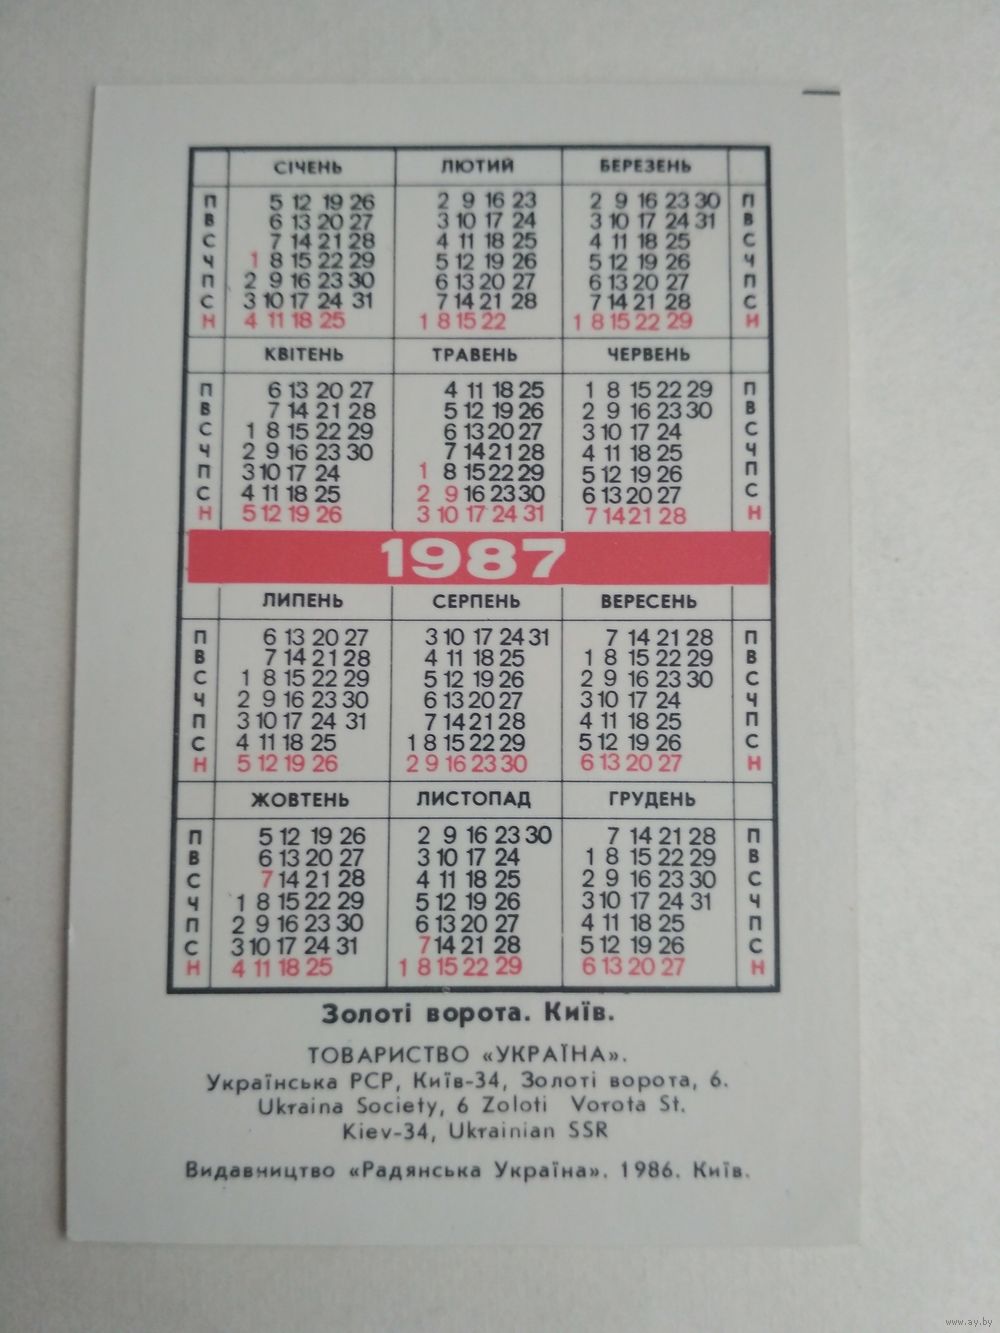 СІЧЕНЬ ЛЮТИЙ БЕРЕЗЕНЬ
П 5 12 19 26 2 9 16 23 2 9 16 23 30 П
В 6 13 20 27 3 10 17 24 3 10 17 24 31 В
С 7 14 21 28 4 11 18 25 4 11 18 25 С
Ч 1 8 15 22 29 5 12 19 26 5 12 19 26 Ч
П 2 9 16 23 30 6 13 20 27 6 13 20 27 П
С 3 10 17 24 31 7 14 21 28 7 14 21 28 С
Н 4 11 18 25 1 8 15 22 1 8 15 22 29 Н
КВІТЕНЬ ТРАВЕНЬ ЧЕРВЕНЬ
П 6 13 20 27 4 11 18 25 1 8 15 22 29 П
В 7 14 21 28 5 12 19 26 2 9 16 23 30 В
С 1 8 15 22 29 6 13 20 27 3 10 17 24 С
Ч 2 9 16 23 30 7 14 21 28 4 11 18 25 Ч
П 3 10 17 24 1 8 15 22 29 5 12 19 26 П
С 4 11 18 25 2 9 16 23 30 6 13 20 27 С
Н 5 12 19 26 3 10 17 24 31 7 14 21 28 Н
1987
ЛИПЕНЬ СЕРПЕНЬ ВЕРЕСЕНЬ
П 6 13 20 27 3 10 17 24 31 7 14 21 28 П
В 7 14 21 28 4 11 18 25 1 8 15 22 29 В
С 1 8 15 22 29 5 12 19 26 2 9 16 23 30 С
Ч 2 9 16 23 30 6 13 20 27 3 10 17 24 Ч
П 3 10 17 24 31 7 14 21 28 4 11 18 25 П
С 4 11 18 25 1 8 15 22 29 5 12 19 26 С
Н 5 12 19 26 2 9 16 23 30 6 13 20 27 Н
ЖОВТЕНЬ ЛИСТОПАД ГРУДЕНЬ
П 5 12 19 26 2 9 16 23 30 7 14 21 28 П
В 6 13 20 27 3 10 17 24 1 8 15 22 29 В
С 7 14 21 28 4 11 18 25 2 9 16 23 30 С
Ч 1 8 15 22 29 5 12 19 26 3 10 17 24 31 Ч
П 2 9 16 23 30 6 13 20 27 4 11 18 25 П
С 3 10 17 24 31 7 14 21 28 5 12 19 26 С
Н 4 11 18 25 1 8 15 22 29 6 13 20 27 Н
Золоті ворота. Київ.
ТОВАРИСТВО «УКРАЇНА».
Українська РСР, Київ-34, Золоті ворота, 6.
Ukraina Society, 6 Zoloti Vorota St.
Kiev-34, Ukrainian SSR
Видавництво «Радянська Україна». 1986. Київ.
www.ay.by